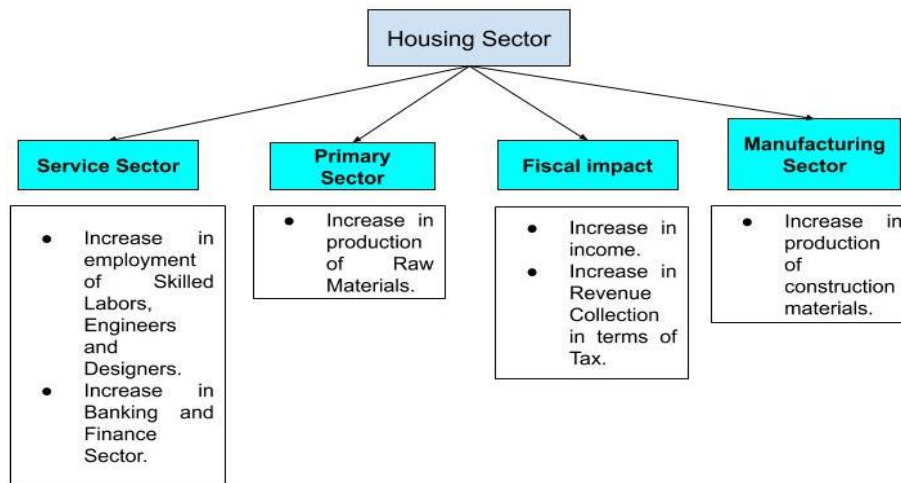 Housing Sector
Service Sector
● Increase in
employment
of Skilled
Labors,
Engineers
and
Designers.
● Increase in
Banking and
Finance
Sector.
Primary
Sector
● Increase in
production
of Raw
Materials.
Fiscal impact
● Increase in
income.
● Increase in
Revenue
Collection
in terms of
Tax.
Manufacturing
Sector
● Increase in
production
of
construction
materials.